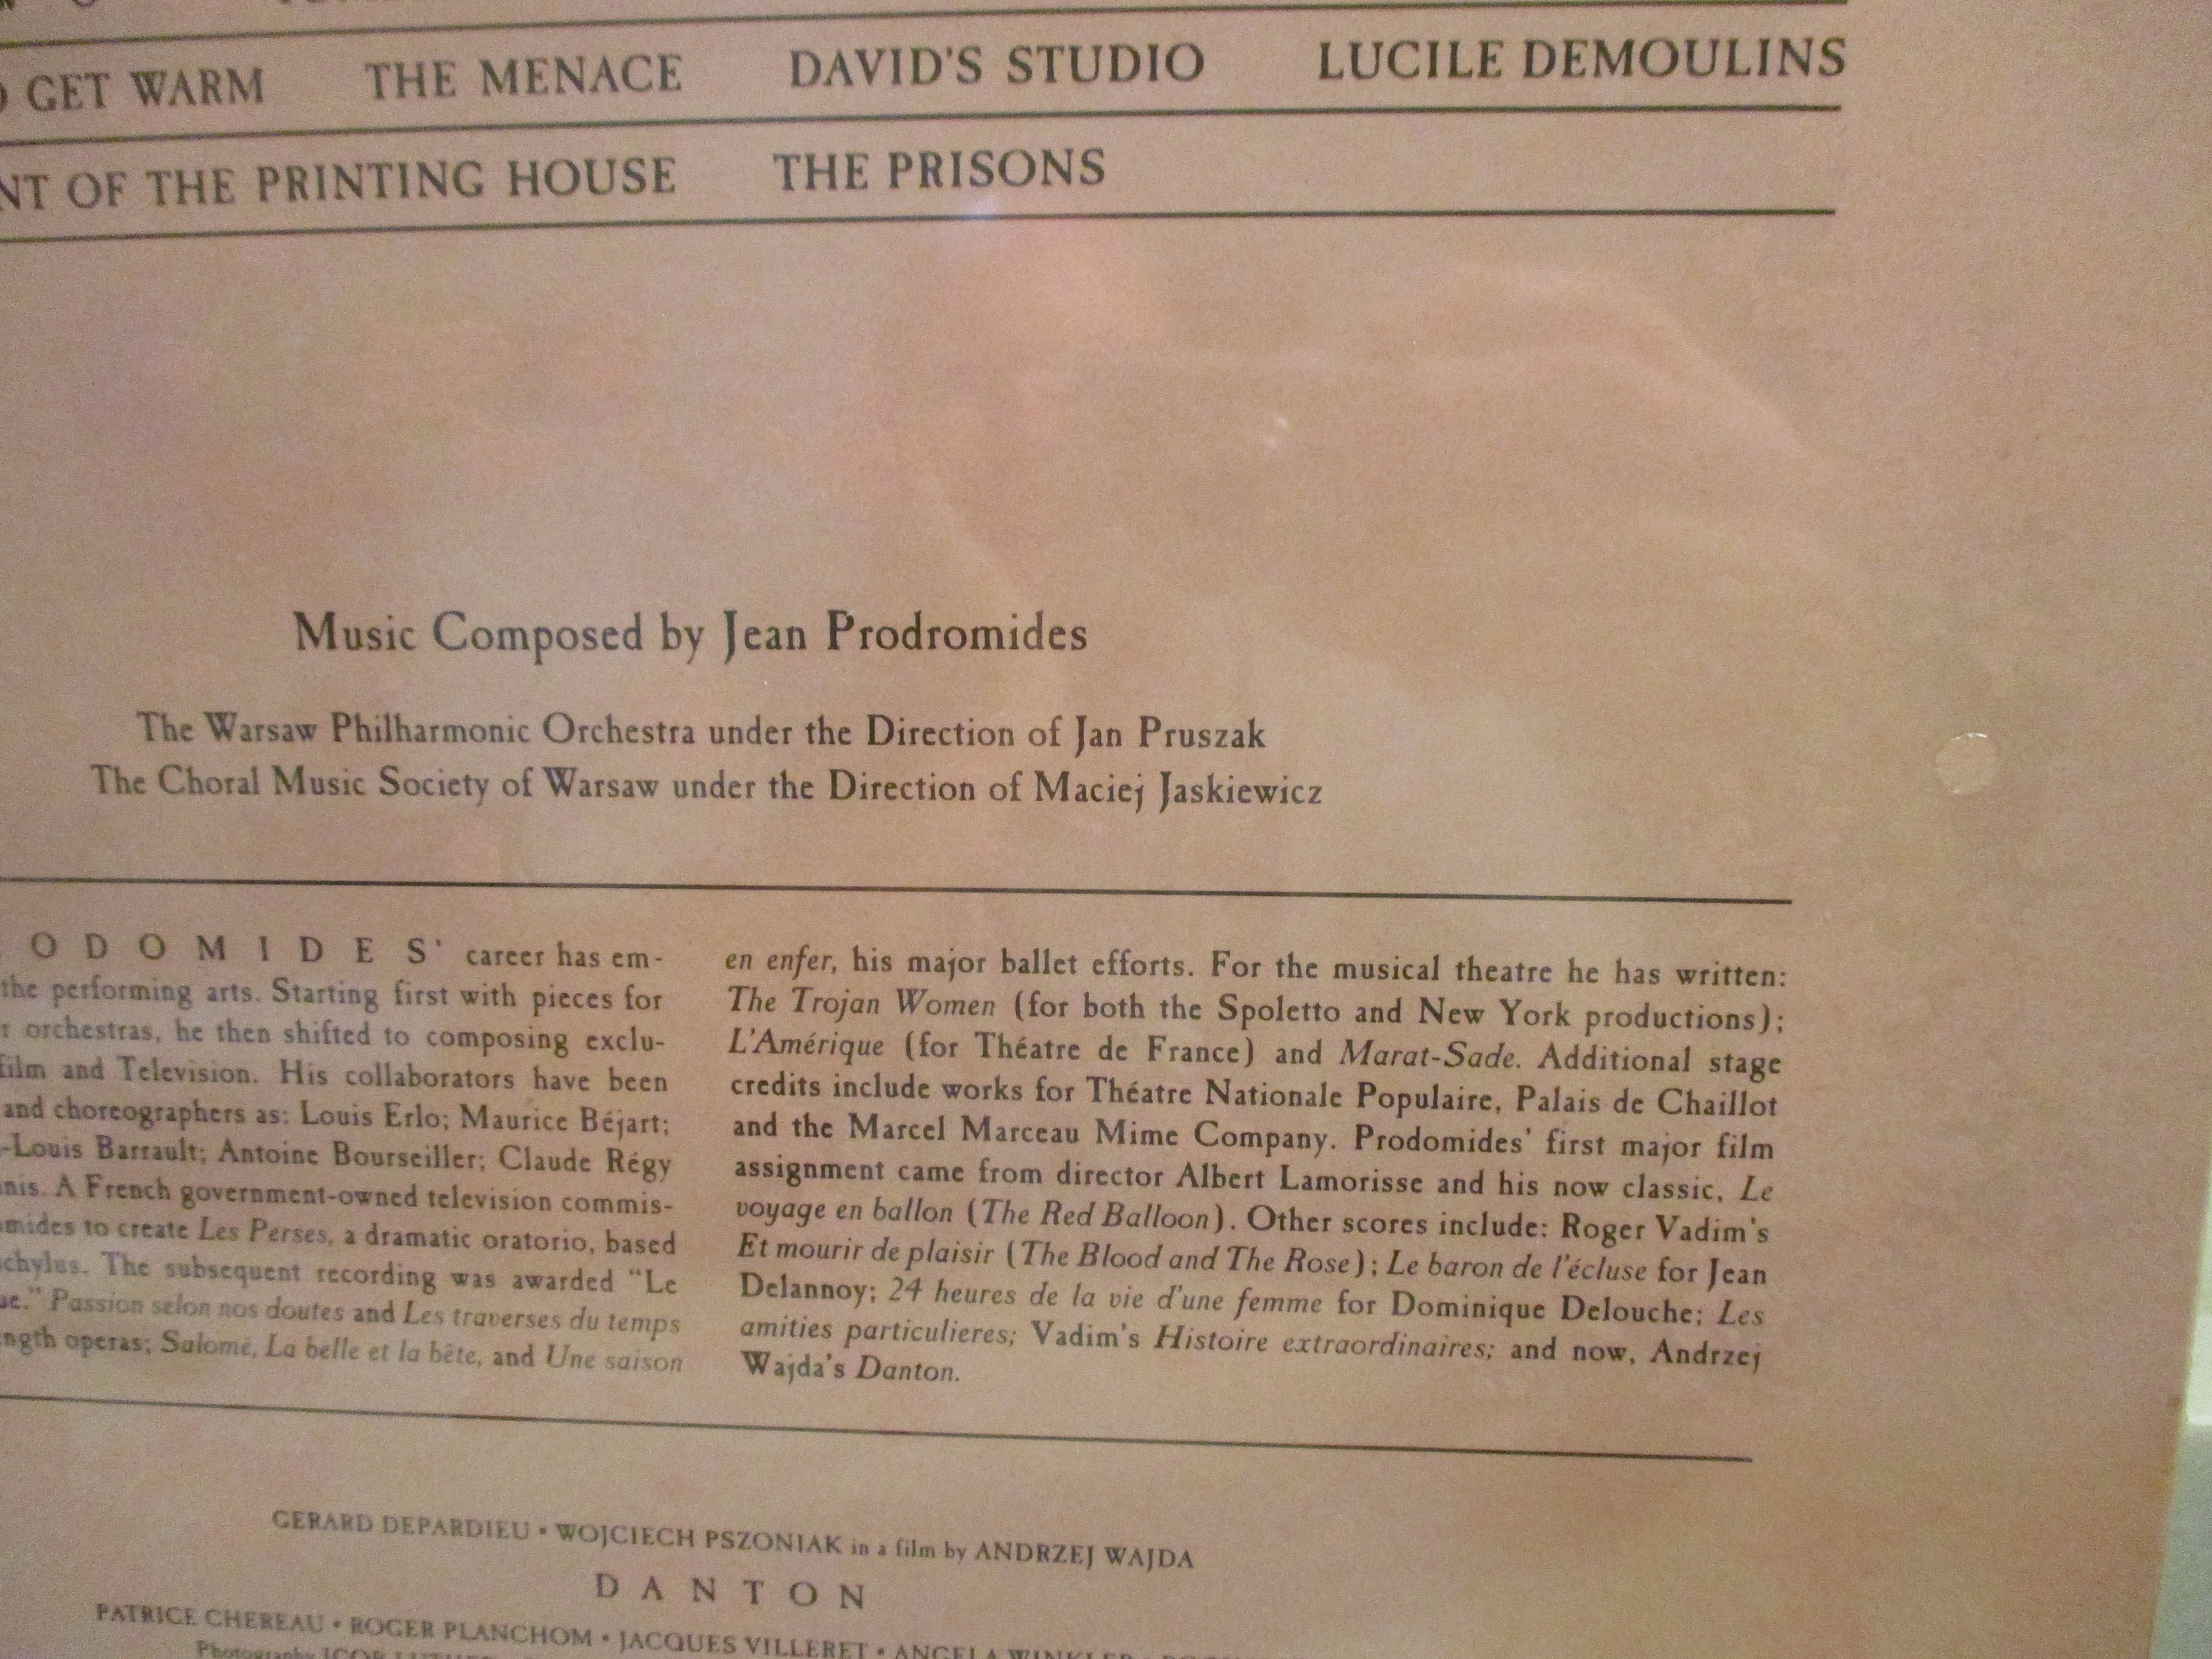 GET WARM THE MENACE DAVID'S STUDIO LUCILE DEMOULINS
NT OF THE PRINTING HOUSE THE PRISONS
Music Composed by Jean Prodromides
The Warsaw Philharmonic Orchestra under the Direction of Jan Pruszak
The Choral Music Society of Warsaw under the Direction of Maciej Jaskiewicz
ODOMIDES' career has em-
the performing arts. Starting first with pieces for
r orchestras, he then shifted to composing exclu-
film and Television. His collaborators have been
and choreographers as: Louis Erlo; Maurice Béjart;
-Louis Barrault; Antoine Bourseiller; Claude Régy
nis. A French government-owned television commis-
mides to create Les Perses, a dramatic oratorio, based
chylus. The subsequent recording was awarded "Le
ue." Passion selon nos doutes and Les traverses du temps
ngth operas; Salomé, La belle et la bête, and Une saison
en enfer, his major ballet efforts. For the musical theatre he has written:
The Trojan Women (for both the Spoletto and New York productions);
L'Amérique (for Théatre de France) and Marat-Sade. Additional stage
credits include works for Théatre Nationale Populaire, Palais de Chaillot
and the Marcel Marceau Mime Company. Prodomides' first major film
assignment came from director Albert Lamorisse and his now classic, Le
voyage en ballon (The Red Balloon). Other scores include: Roger Vadim's
Et mourir de plaisir (The Blood and The Rose); Le baron de l'écluse for Jean
Delannoy; 24 heures de la vie d'une femme for Dominique Delouche; Les
amities particulieres; Vadim's Histoire extraordinaires; and now, Andrzej
Wajda's Danton.
GERARD DEPARDIEU • WOJCIECH PSZONIAK in a film by ANDRZEJ WAJDA
DANTON
PATRICE CHEREAU • ROGER PLANCHOM • JACQUES VILLERET • ANGELA WINKLER
Photography IGOR LUTHER